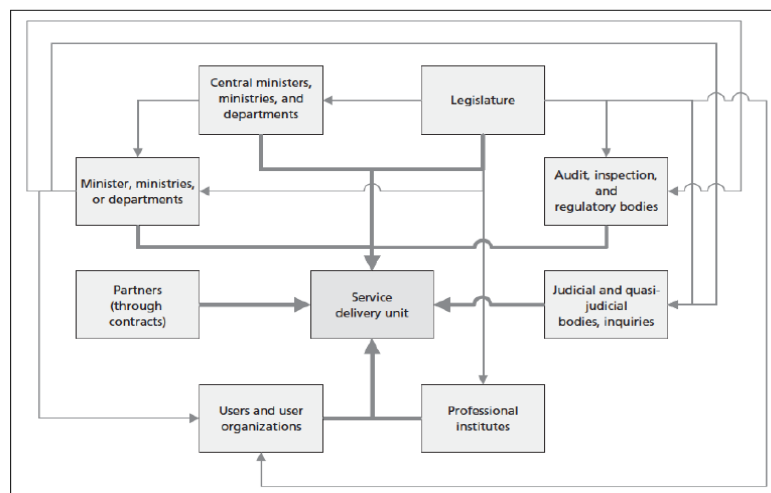 Central ministers,
ministries, and
departments
Legislature
Minister, ministries,
or departments
Audit, inspection,
and
regulatory bodies
Partners
(through
contracts)
Service
delivery unit
Judicial and quasi-
judicial
bodies, inquiries
Users and user
organizations
Professional
institutes